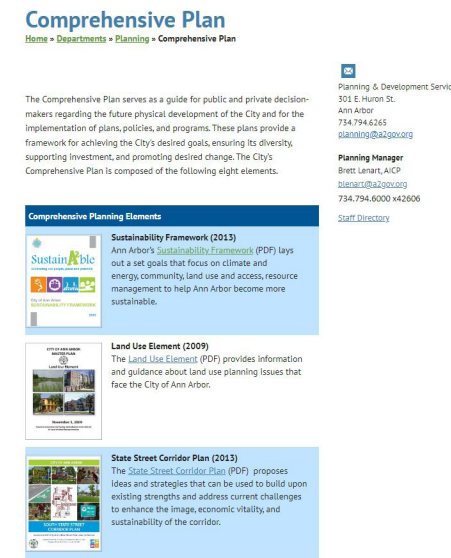 Comprehensive Plan
Home » Departments » Planning » Comprehensive Plan
The Comprehensive Plan serves as a guide for public and private decision-
makers regarding the future physical development of the City and for the
implementation of plans, policies, and programs. These plans provide a
framework for achieving the City's desired goals, ensuring its diversity,
supporting investment, and promoting desired change. The City's
Comprehensive Plan is composed of the following eight elements.
Planning & Development Servic
301 E. Huron St.
Ann Arbor
734.794.6265
planning@a2gov.org
Planning Manager
Brett Lenart, AICP
blenart@a2gov.org
734.794.6000 x42606
Staff Directory
Comprehensive Planning Elements
SustainAble
City of Ann Arbor
SUSTAINABILITY FRAMEWORK
2013
Sustainability Framework (2013)
Ann Arbor's Sustainability Framework (PDF) lays
out a set goals that focus on climate and
energy, community, land use and access, resource
management to help Ann Arbor become more
sustainable.
CITY OF ANN ARBOR
MASTER PLAN
Land Use Element
November 5, 2009
Land Use Element (2009)
The Land Use Element (PDF) provides information
and guidance about land use planning issues that
face the City of Ann Arbor.
SOUTH STATE STREET
CORRIDOR PLAN
State Street Corridor Plan (2013)
The State Street Corridor Plan (PDF) proposes
ideas and strategies that can be used to build upon
existing strengths and address current challenges
to enhance the image, economic vitality, and
sustainability of the corridor.